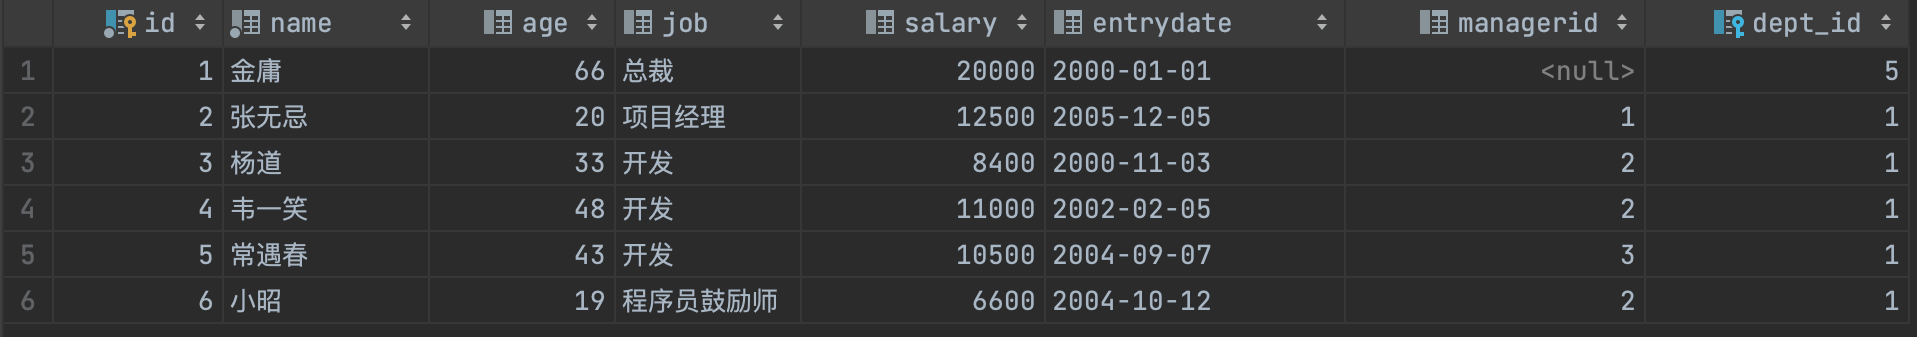 id name age job salary entrydate managerid dept_id
1 1 金庸 66 总裁 20000 2000-01-01 <null> 5
2 2 张无忌 20 项目经理 12500 2005-12-05 1 1
3 3 杨道 33 开发 8400 2000-11-03 2 1
4 4 韦一笑 48 开发 11000 2002-02-05 2 1
5 5 常遇春 43 开发 10500 2004-09-07 3 1
6 6 小昭 19 程序员鼓励师 6600 2004-10-12 2 1